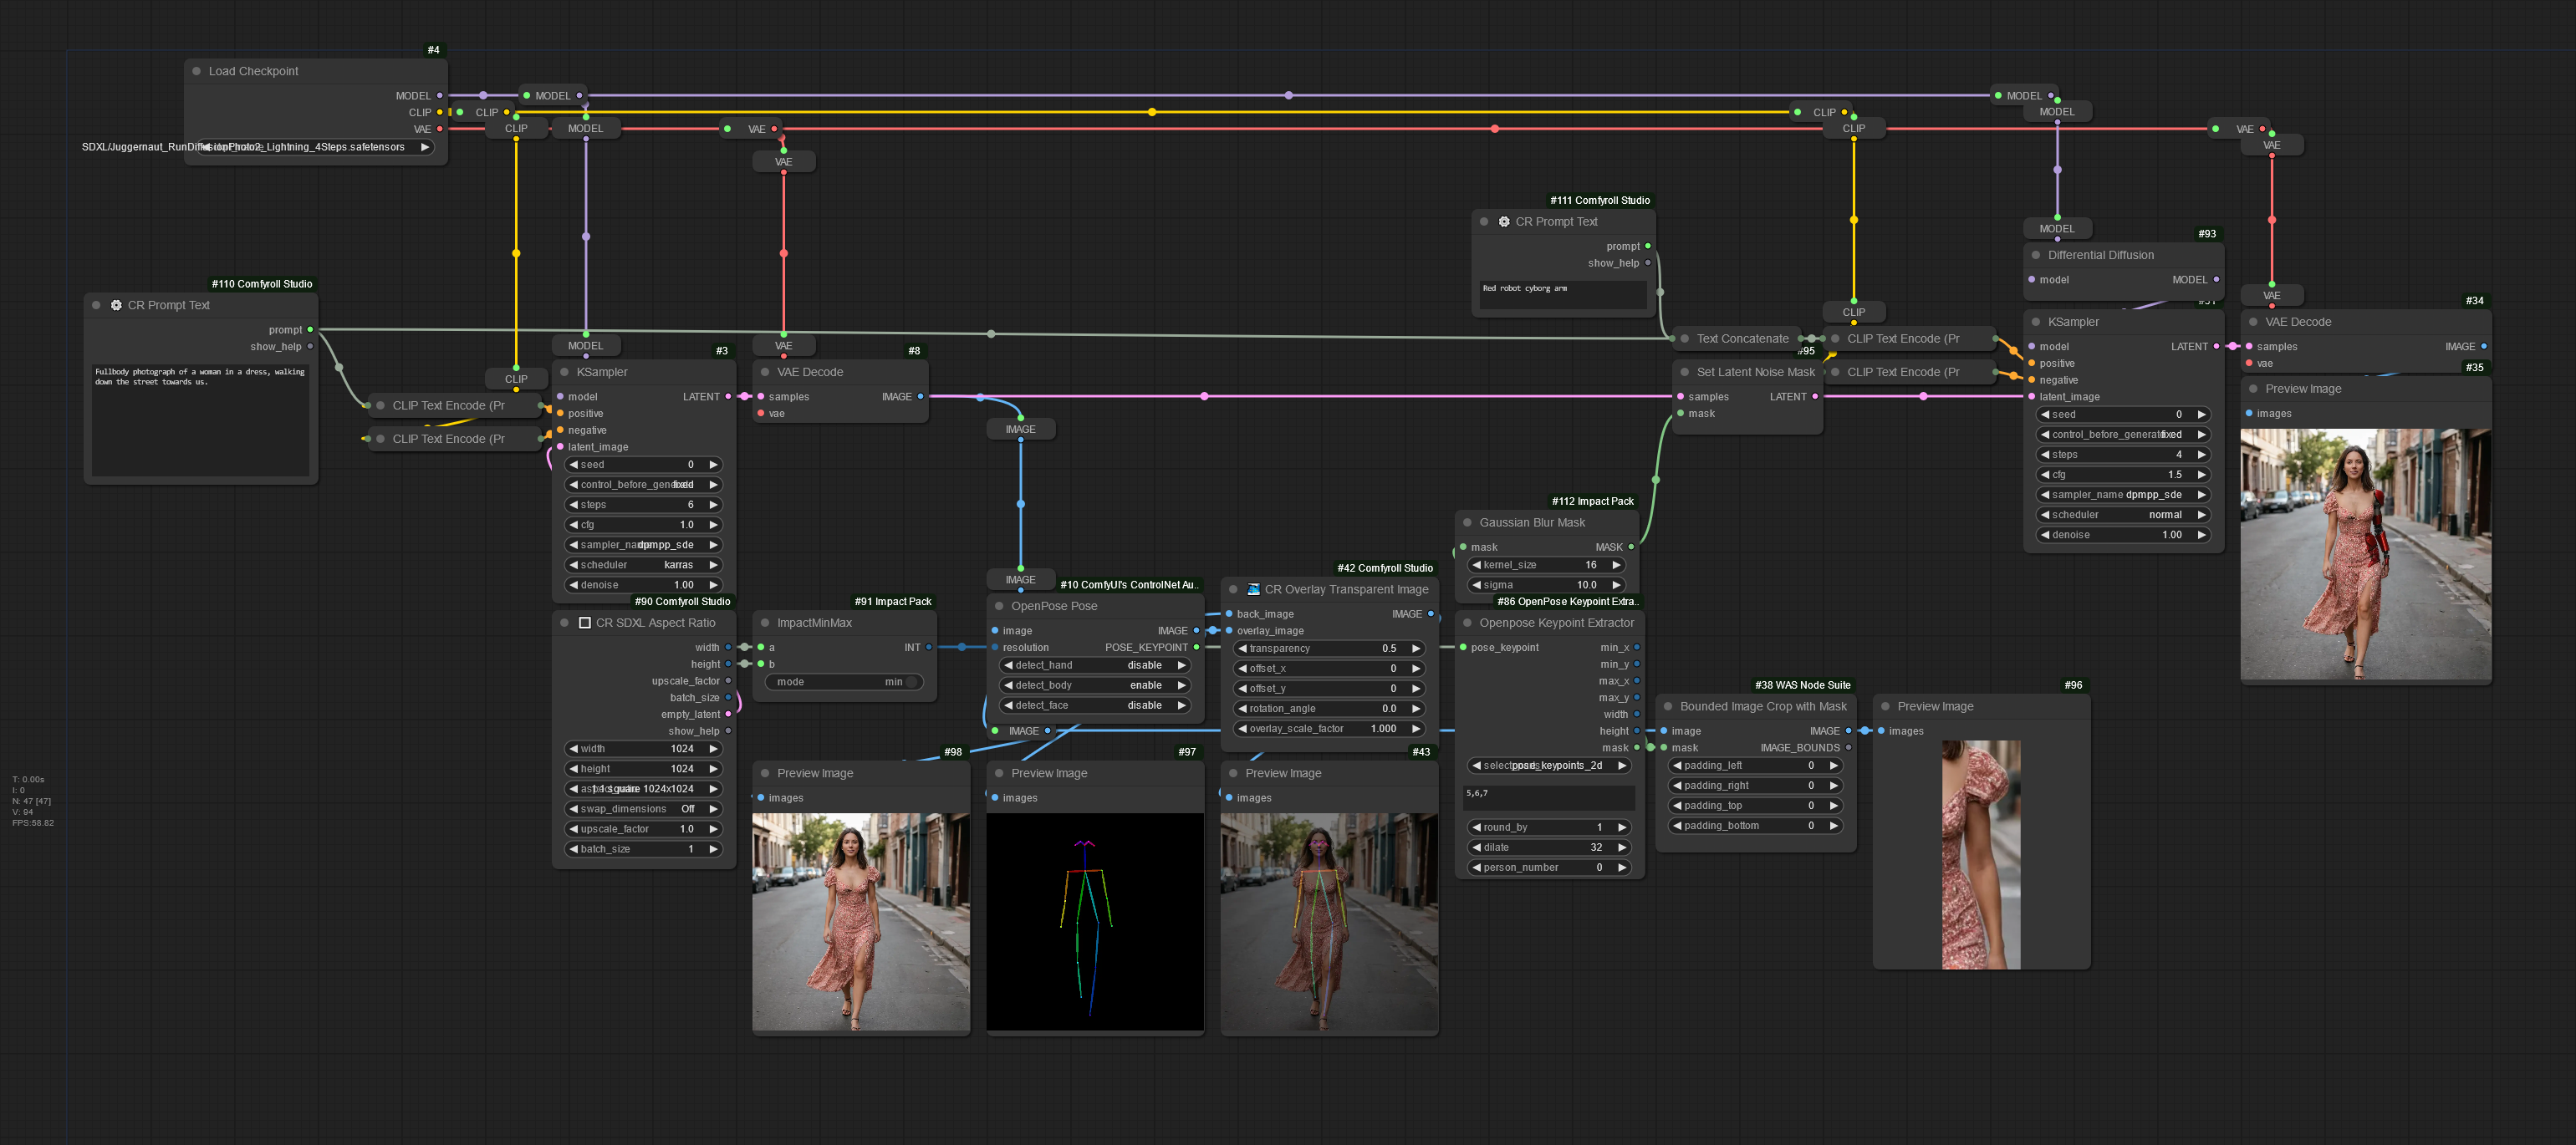 #4
Load Checkpoint
MODEL
CLIP
VAE
MODEL
CLIP
CLIP
MODEL
VAE
VAE
CLIP
CLIP
MODEL
MODEL
VAE
VAE
#111 Comfyroll Studio
CR Prompt Text
prompt
show_help
Red robot cyborg arm
MODEL
#93
Differential Diffusion
model
MODEL
#110 Comfyroll Studio
CR Prompt Text
prompt
show_help
Fullbody photograph of a woman in a dress, walking
down the street towards us.
CLIP
CLIP Text Encode (Pr
CLIP Text Encode (Pr
MODEL
#3
KSampler
model
LATENT
positive
negative
latent_image
seed 0
fixed
steps 6
cfg 1.0
dpmpp_sde
scheduler karras
denoise 1.00
VAE
#8
VAE Decode
samples
IMAGE
vae
IMAGE
IMAGE
CLIP
Text Concatenate
CLIP Text Encode (Pr
#95
Set Latent Noise Mask
samples
LATENT
mask
CLIP Text Encode (Pr
KSampler
model
LATENT
positive
negative
latent_image
seed 0
fixed
steps 4
cfg 1.5
sampler_name dpmpp_sde
scheduler normal
denoise 1.00
VAE
#34
VAE Decode
samples
IMAGE
vae
#35
Preview Image
images
#112 Impact Pack
Gaussian Blur Mask
mask
MASK
kernel_size 16
sigma 10.0
#90 Comfyroll Studio
CR SDXL Aspect Ratio
width
height
upscale_factor
batch_size
empty_latent
show_help
width 1024
height 1024
1:1 square 1024x1024
swap_dimensions Off
upscale_factor 1.0
batch_size 1
#91 Impact Pack
ImpactMinMax
a
INT
b
mode min
#10 ComfyUI's ControlNet Au..
OpenPose Pose
image
IMAGE
resolution
POSE_KEYPOINT
detect_hand disable
detect_body enable
detect_face disable
IMAGE
#42 Comfyroll Studio
CR Overlay Transparent Image
back_image
IMAGE
overlay_image
transparency 0.5
offset_x 0
offset_y 0
rotation_angle 0.0
overlay_scale_factor 1.000
#86 OpenPose Keypoint Extra..
Openpose Keypoint Extractor
pose_keypoint
min_x
min_y
max_x
max_y
width
height
mask
pose_keypoints_2d
5,6,7
round_by 1
dilate 32
person_number 0
#38 WAS Node Suite
Bounded Image Crop with Mask
image
IMAGE
mask
IMAGE_BOUNDS
padding_left 0
padding_right 0
padding_top 0
padding_bottom 0
#96
Preview Image
images
#98
Preview Image
images
#97
Preview Image
images
#43
Preview Image
images
T: 0.00s
I: 0
N: 47 [47]
V: 94
FPS:58.82